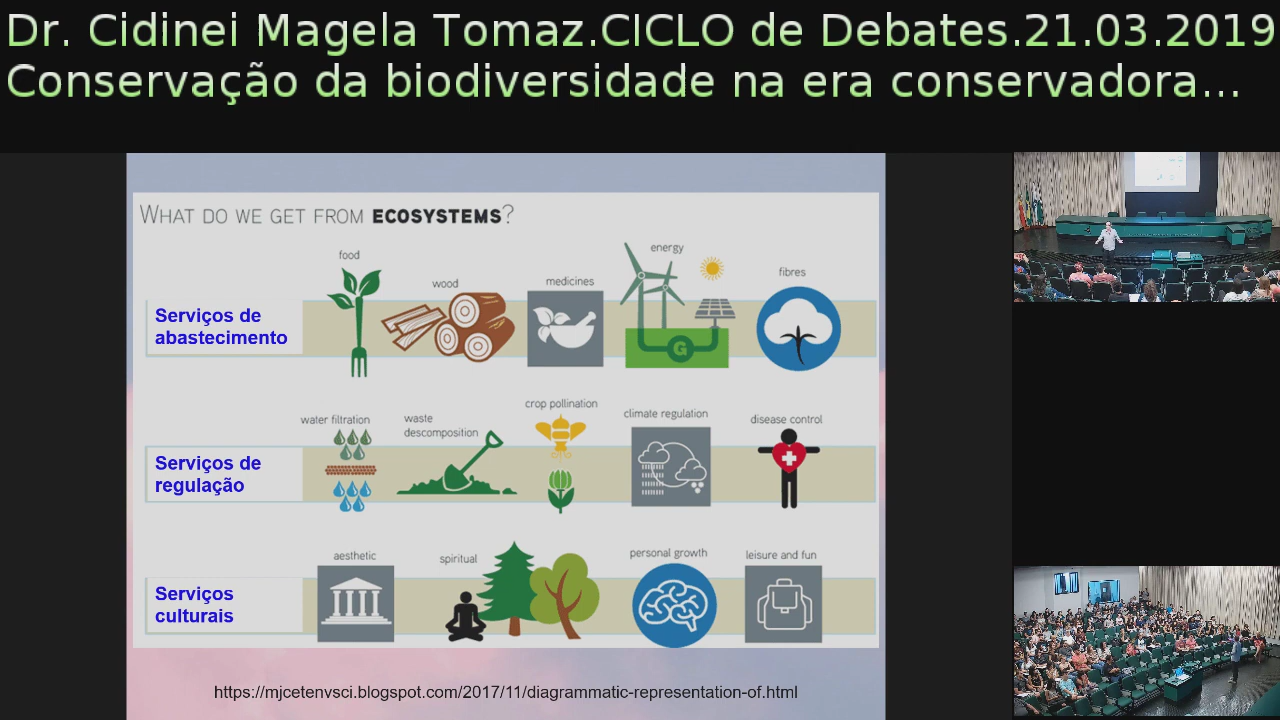 Dr. Cidinei Magela Tomaz.CICLO de Debates.21.03.2019
Conservação da biodiversidade na era conservadora...
WHAT DO WE GET FROM ECOSYSTEMS?
food
wood
medicines
energy
fibres
Serviços de
abastecimento
G
water filtration
waste
descomposition
crop pollination
climate regulation
disease control
Serviços de
regulação
aesthetic
spiritual
personal growth
leisure and fun
Serviços
culturais
https://mjcetenvsci.blogspot.com/2017/11/diagrammatic-representation-of.html